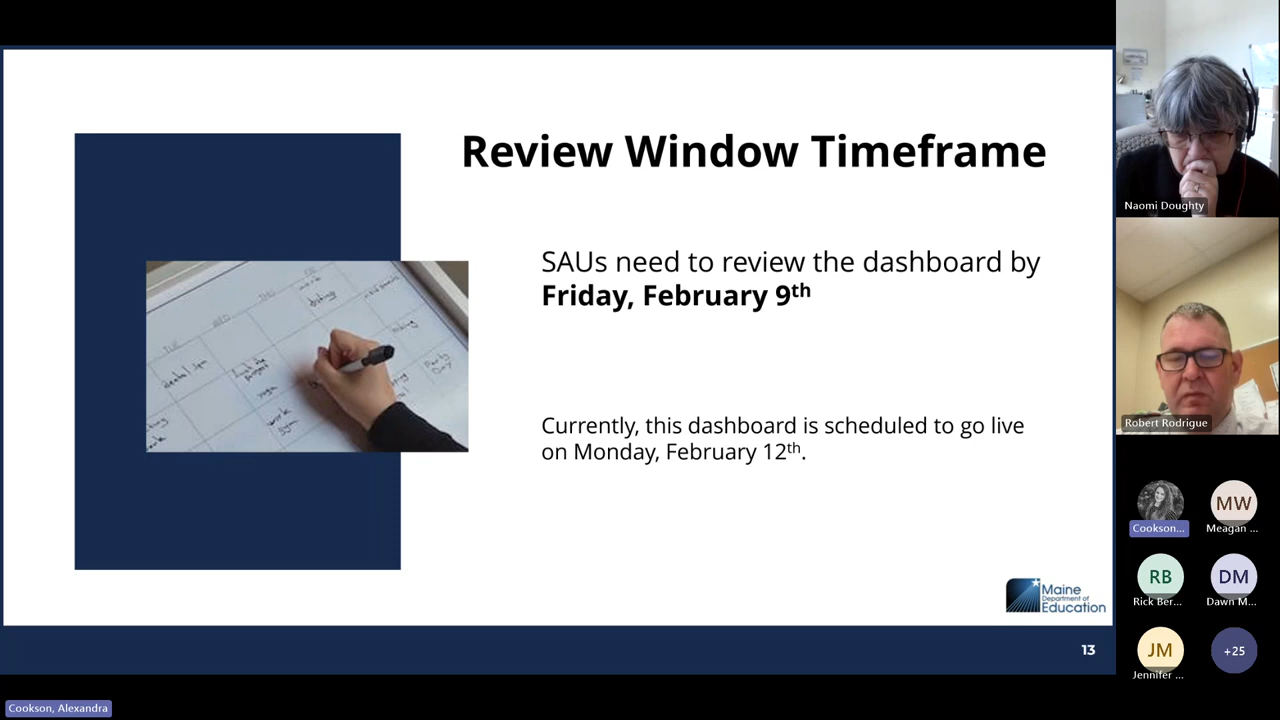 Review Window Timeframe
SAUs need to review the dashboard by
Friday, February 9th
Currently, this dashboard is scheduled to go live
on Monday, February 12th.
Maine
Department of
Education
13
Naomi Doughty
Robert Rodrigue
Cookson...
MW
Meagan ...
RB
Rick Ber...
DM
Dawn M...
JM
Jennifer ...
+25
Cookson, Alexandra